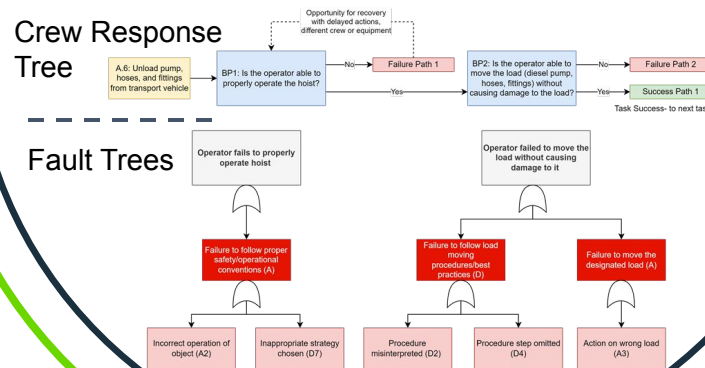 Crew Response
Tree
Opportunity for recovery
with delayed actions,
different crew or equipment
A.6: Unload pump,
hoses, and fittings
from transport vehicle
BP1: Is the operator able to
properly operate the hoist?
No
Failure Path 1
Yes
BP2: Is the operator able to
move the load (diesel pump,
hoses, fittings) without
causing damage to the load?
No
Failure Path 2
Yes
Success Path 1
Task Success- to next
Fault Trees
Operator fails to properly
operate hoist
Operator failed to move the
load without causing
damage to it
Failure to follow proper
safety/operational
conventions (A)
Failure to follow load
moving
procedures/best
practices (D)
Failure to move the
designated load (A)
Incorrect operation of
object (A2)
Inappropriate strategy
chosen (D7)
Procedure
misinterpreted (D2)
Procedure step omitted
(D4)
Action on wrong load
(A3)